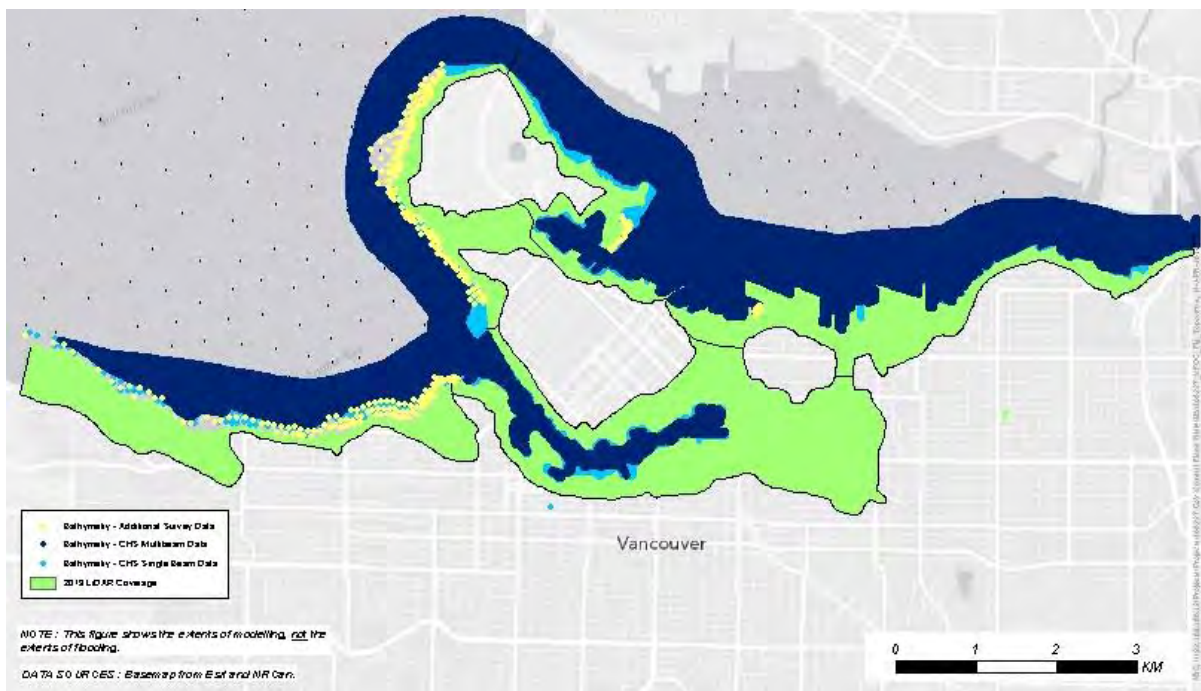 Vancouver
Bathymetry - Additional Survey Data
Bathymetry - CHS Multibeam Data
Bathymetry - CHS Single Beam Data
2013 LiDAR Coverage
NOTE: This figure shows the extents of modelling, not the
extents of flooding.
DATA SOURCES: Basemap from Esri and NRCan.
0 1 2 3
KM